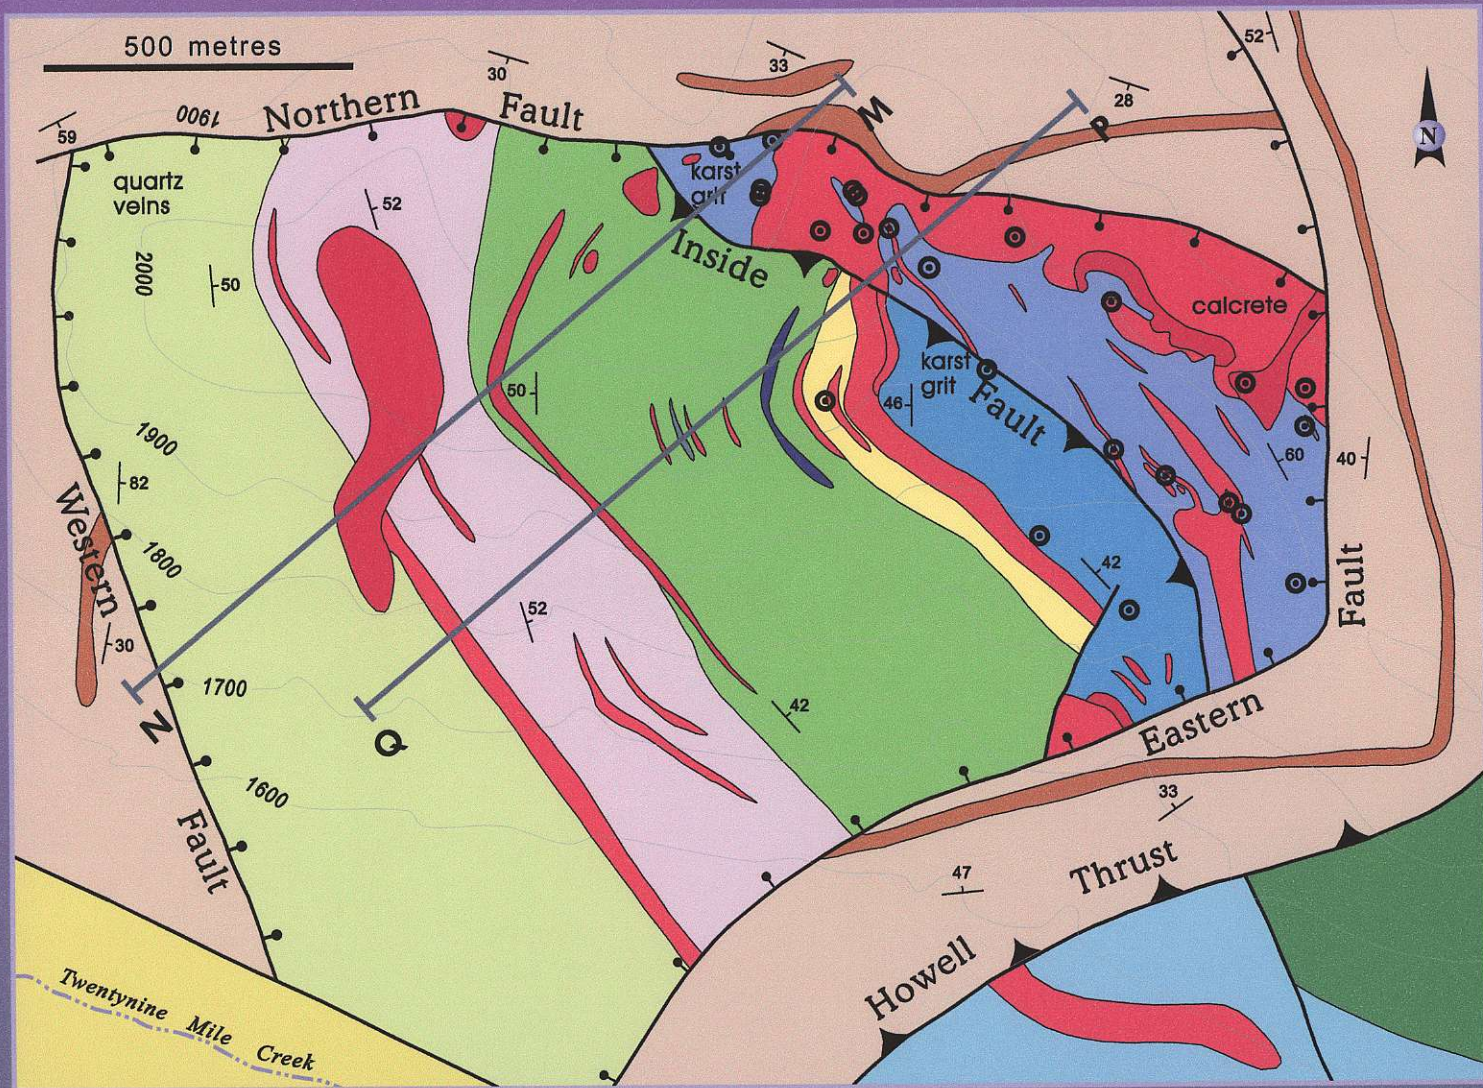 500 metres
30
33
28
52
N
59
1900
Northern
Fault
M
P
quartz
veins
karst
grit
52
Inside
2000
50
calcrete
50
karst
grit
Fault
46
1900
60
40
82
Western
1800
42
Fault
52
30
1700
Z
Q
42
Eastern
1600
33
Fault
47
Thrust
Howell
Twentynine Mile
Creek